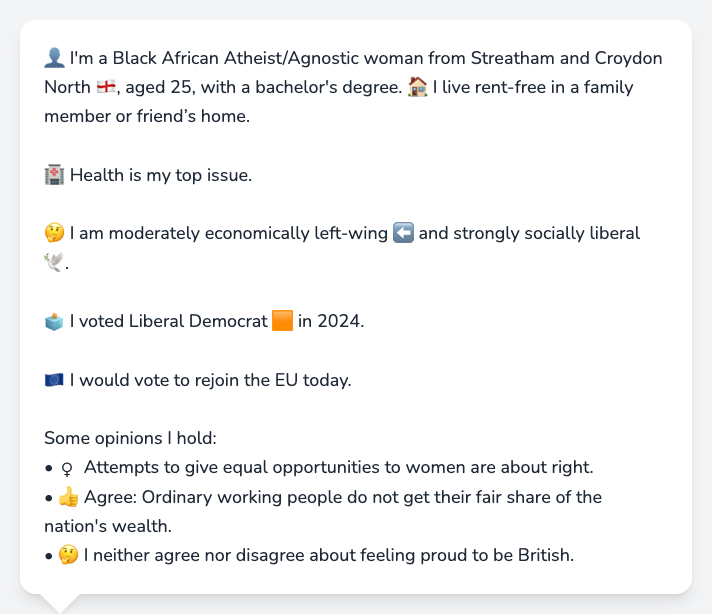 👤 I'm a Black African Atheist/Agnostic woman from Streatham and Croydon
North 🏴󠁧󠁢󠁥󠁮󠁧󠁿, aged 25, with a bachelor's degree. 🏠 I live rent-free in a family
member or friend’s home.
🏥 Health is my top issue.
🤔 I am moderately economically left-wing ⬅️ and strongly socially liberal
🕊️.
🗳️ I voted Liberal Democrat 🟧 in 2024.
🇪🇺 I would vote to rejoin the EU today.
Some opinions I hold:
• ♀ Attempts to give equal opportunities to women are about right.
• 👍 Agree: Ordinary working people do not get their fair share of the
nation's wealth.
• 🤔 I neither agree nor disagree about feeling proud to be British.